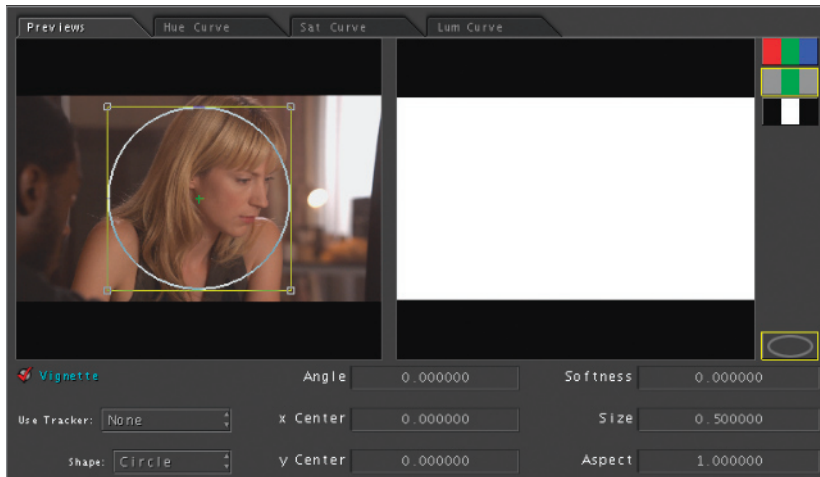 Previews Hue Curve Sat Curve Lum Curve
Vignette Angle 0.000000 Softness 0.000000
Use Tracker: None x Center 0.000000 Size 0.500000
Shape: Circle y Center 0.000000 Aspect 1.000000